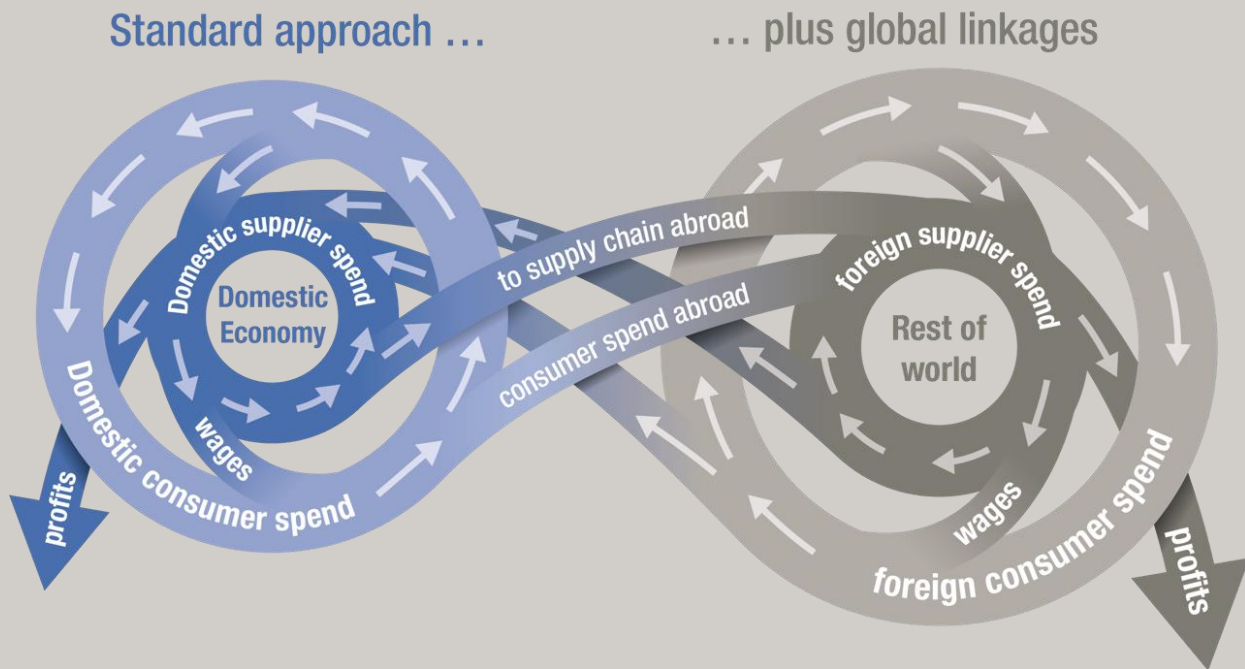 Standard approach …
… plus global linkages
Domestic supplier spend
Domestic
Economy
wages
Domestic consumer spend
profits
to supply chain abroad
consumer spend abroad
foreign supplier spend
Rest of
world
wages
foreign consumer spend
profits